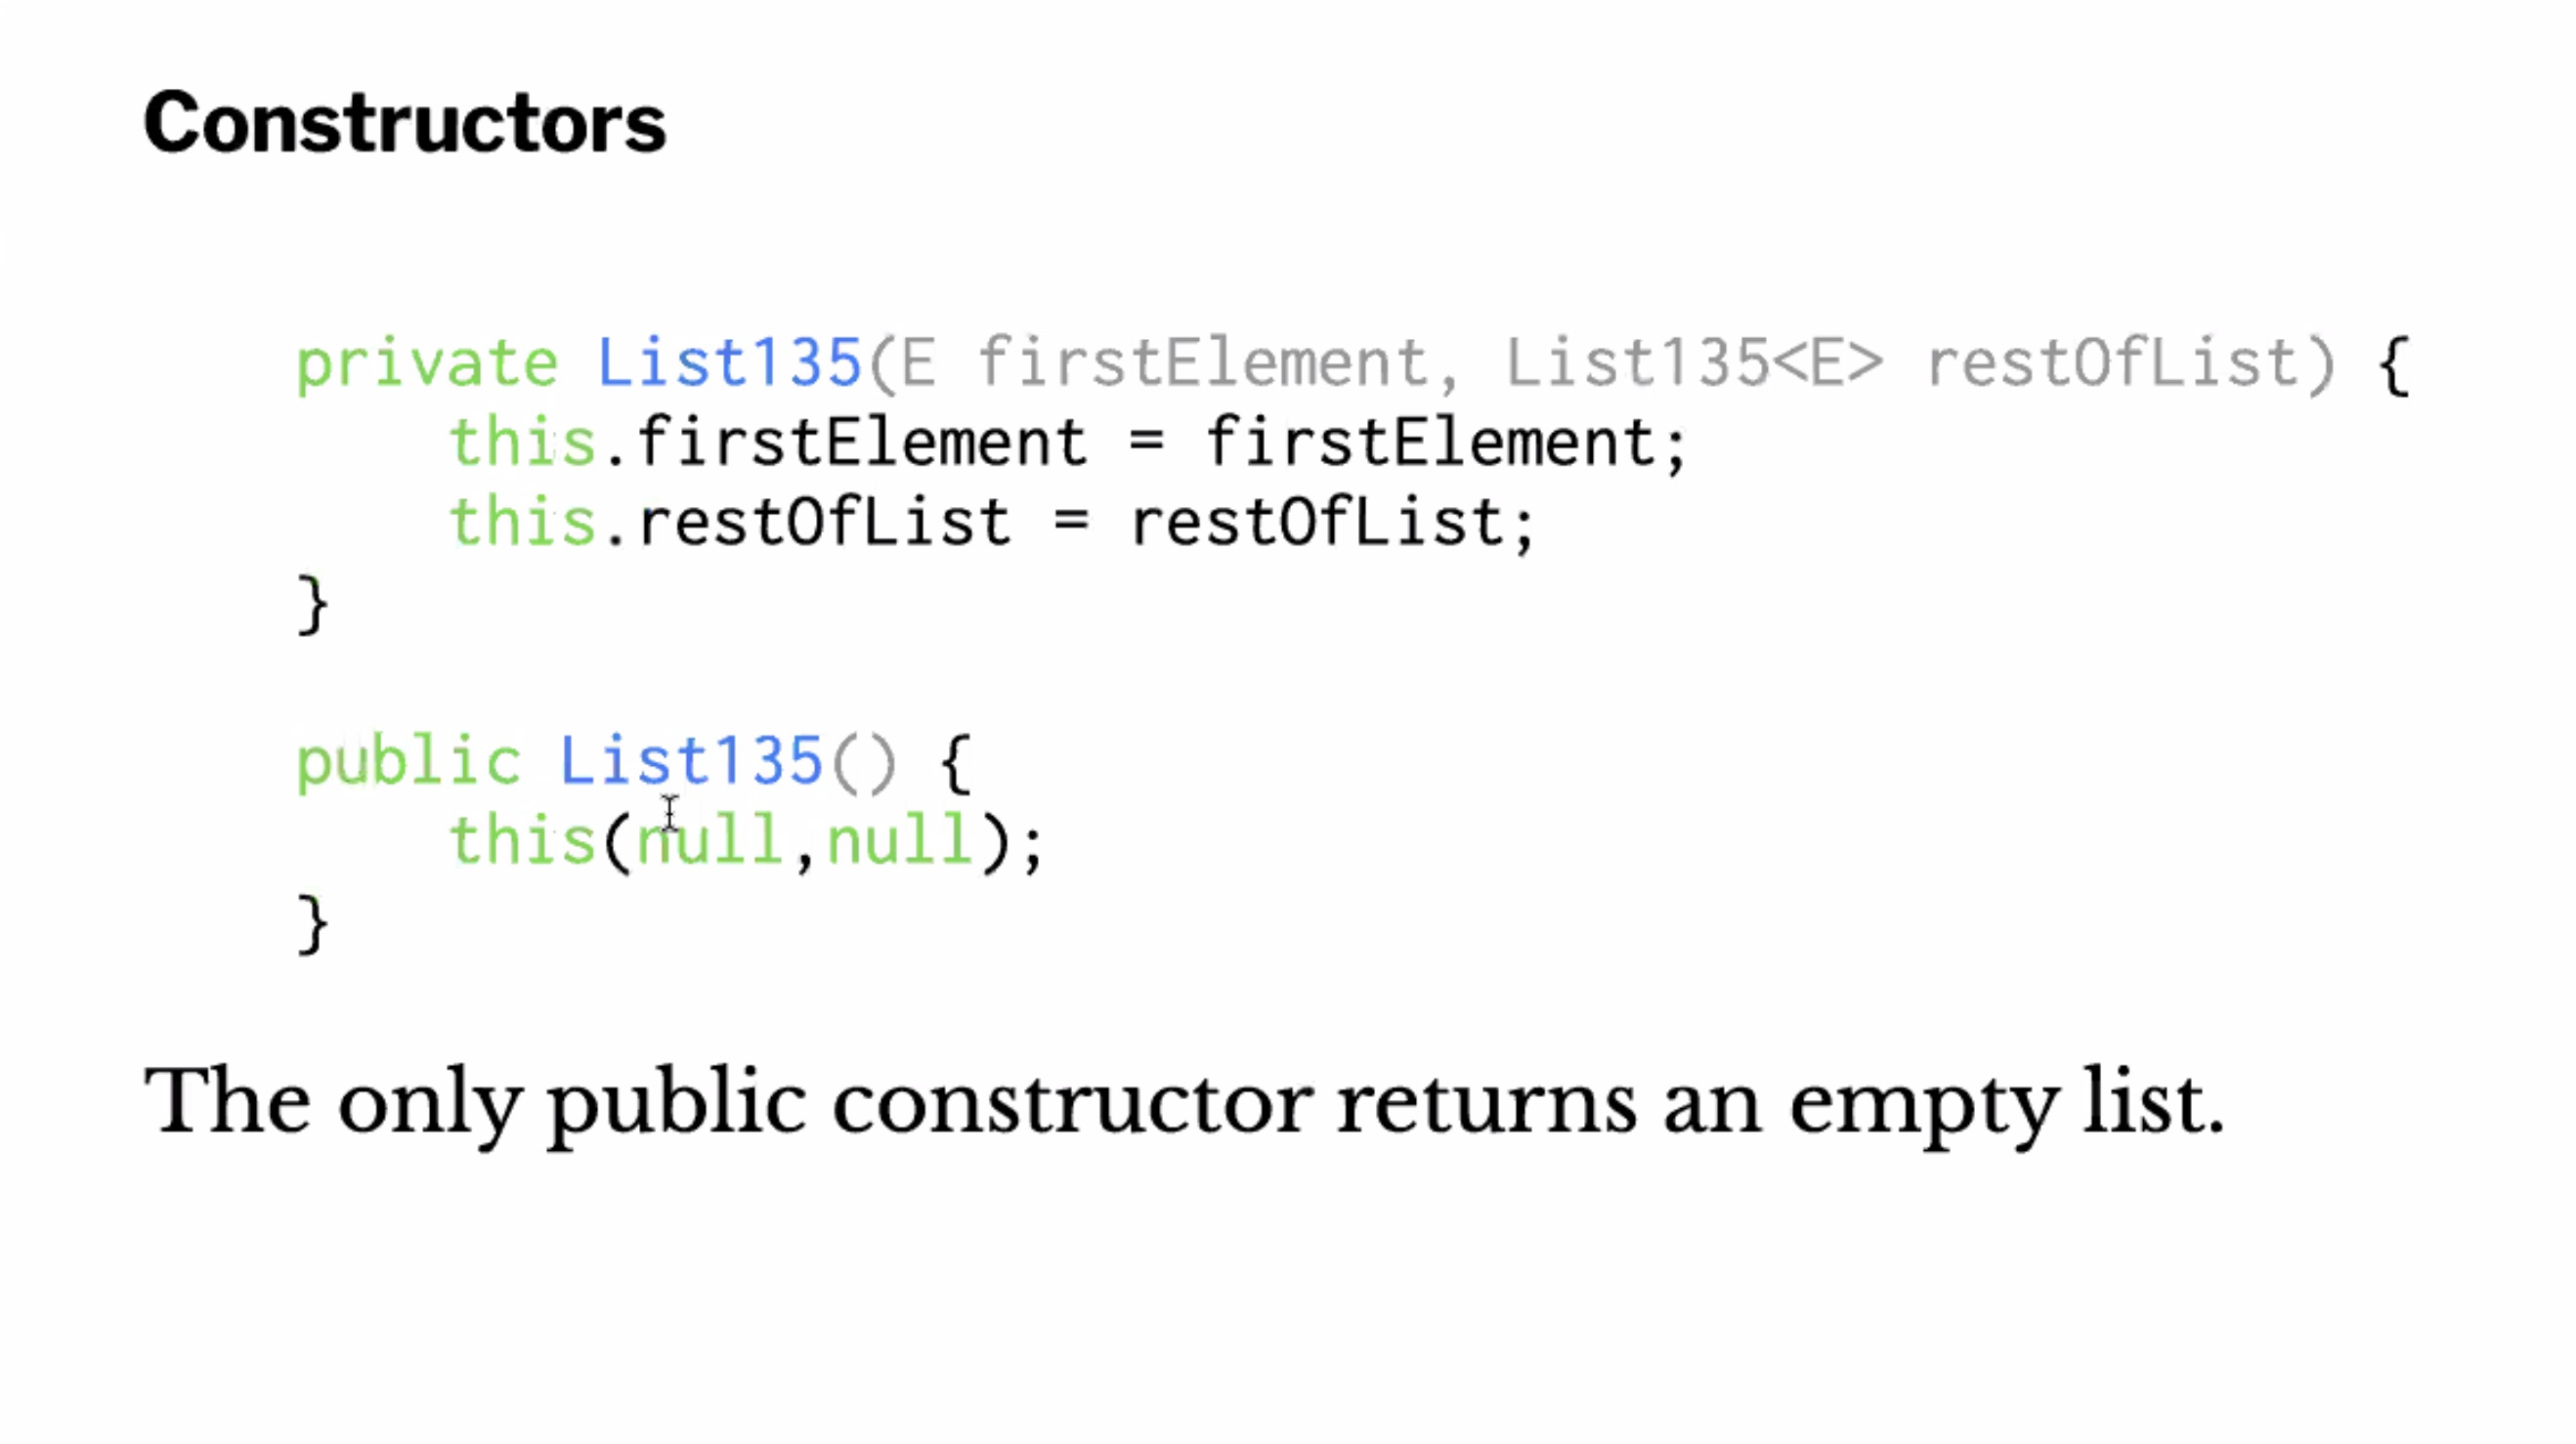 Constructors
private List135(E firstElement, List135<E> restOfList) {
this.firstElement = firstElement;
this.restOfList = restOfList;
}
public List135() {
this(null,null);
}
The only public constructor returns an empty list.